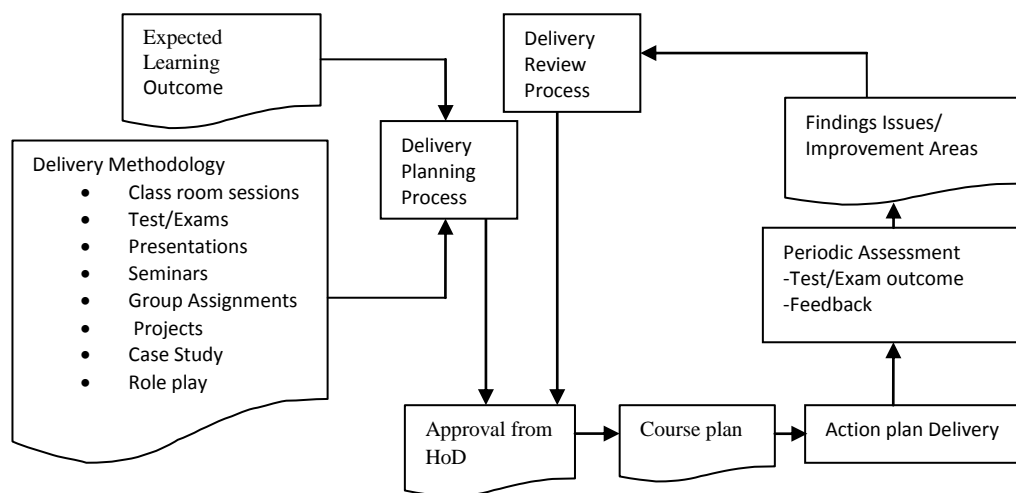 Expected
Learning
Outcome
Delivery
Review
Process
Findings Issues/
Improvement Areas
Delivery
Planning
Process
Delivery Methodology
• Class room sessions
• Test/Exams
• Presentations
• Seminars
• Group Assignments
• Projects
• Case Study
• Role play
Periodic Assessment
-Test/Exam outcome
-Feedback
Approval from
HoD
Course plan
Action plan Delivery